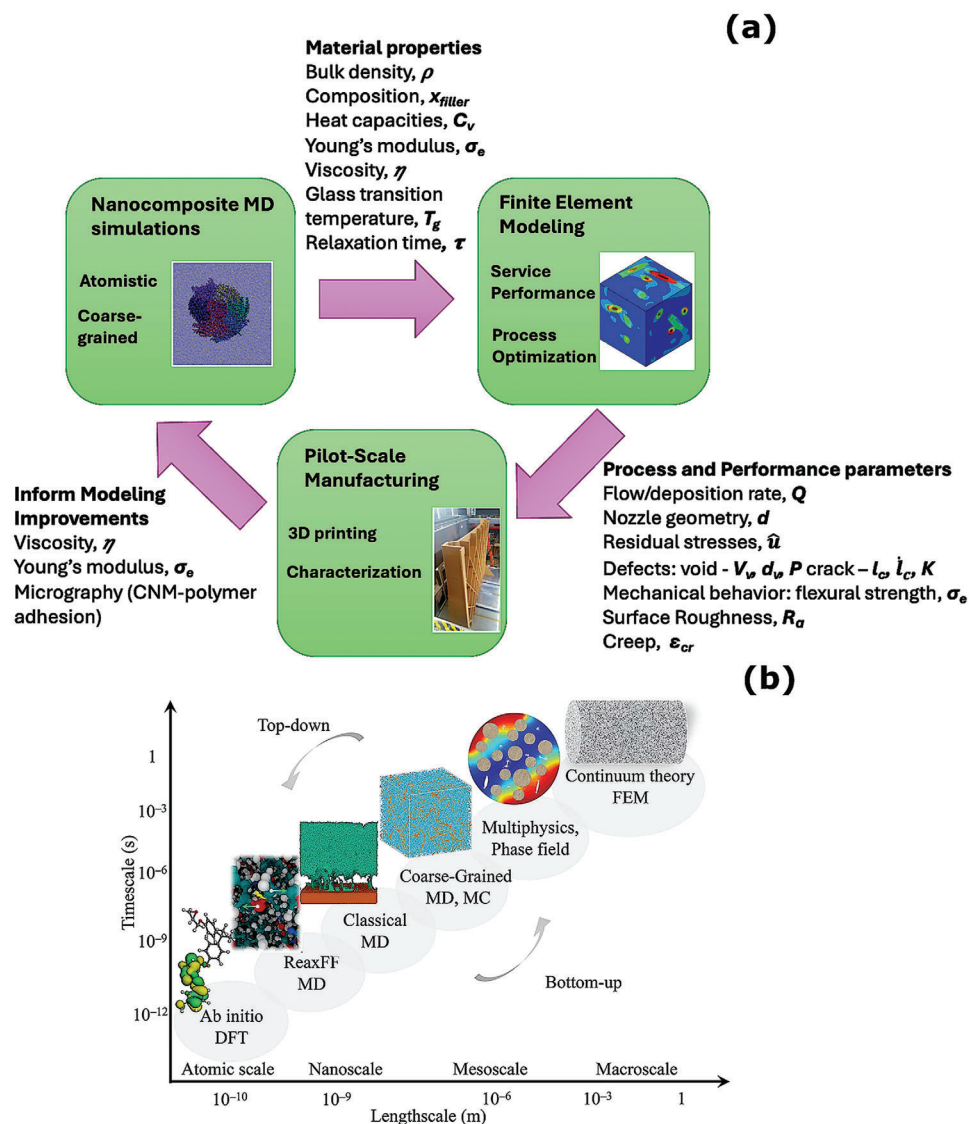 (a)
Material properties
Bulk density, ρ
Composition, x_filler
Heat capacities, C_v
Young's modulus, σ_e
Viscosity, η
Glass transition
temperature, T_g
Relaxation time, τ
Nanocomposite MD
simulations
Atomistic
Coarse-
grained
Finite Element
Modeling
Service
Performance
Process
Optimization
Pilot-Scale
Manufacturing
3D printing
Characterization
Inform Modeling
Improvements
Viscosity, η
Young's modulus, σ_e
Micrography (CNM-polymer
adhesion)
Process and Performance parameters
Flow/deposition rate, Q
Nozzle geometry, d
Residual stresses, û
Defects: void - V_v, d_v, P crack – l_c, l̇_c, K
Mechanical behavior: flexural strength, σ_e
Surface Roughness, R_a
Creep, ε_cr
(b)
Top-down
Continuum theory
FEM
Multiphysics,
Phase field
Coarse-Grained
MD, MC
Classical
MD
ReaxFF
MD
Ab initio
DFT
Bottom-up
Timescale (s)
1
10⁻³
10⁻⁶
10⁻⁹
10⁻¹²
Atomic scale Nanoscale Mesoscale Macroscale
10⁻¹⁰ 10⁻⁹ 10⁻⁶ 10⁻³ 1
Lengthscale (m)